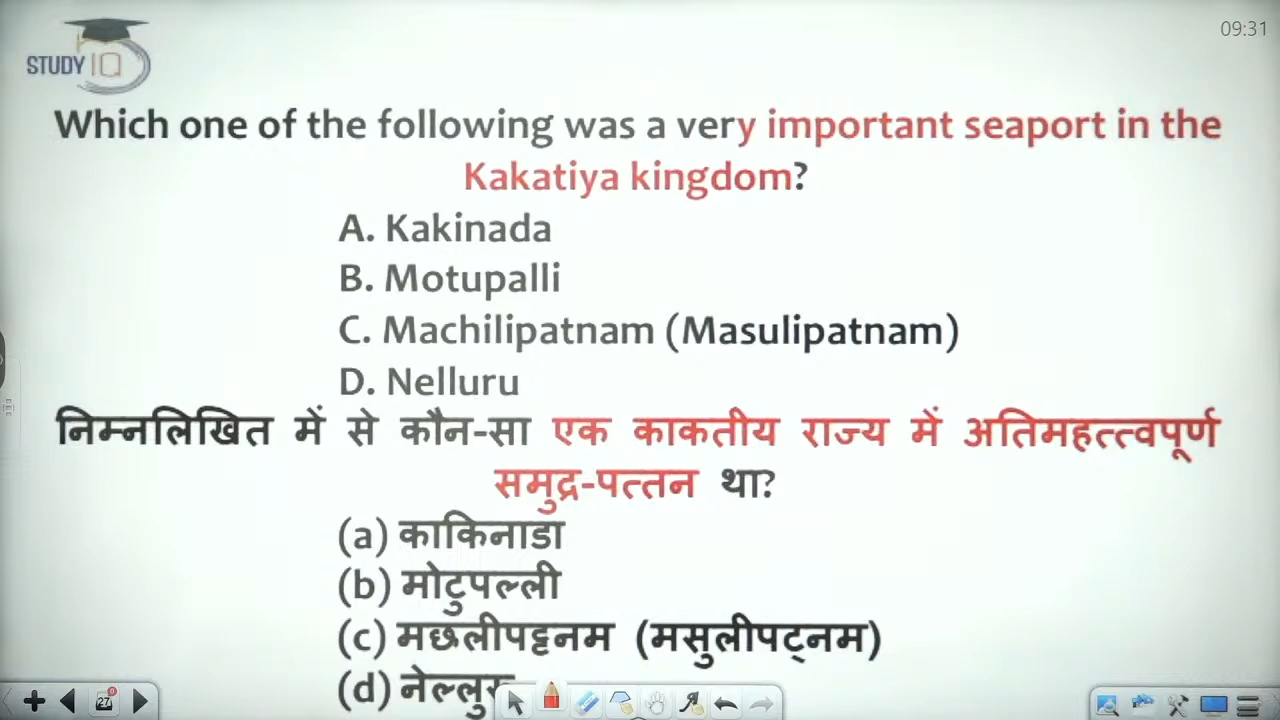 STUDY IQ
09:31
Which one of the following was a very important seaport in the
Kakatiya kingdom?
A. Kakinada
B. Motupalli
C. Machilipatnam (Masulipatnam)
D. Nelluru
निम्नलिखित में से कौन-सा एक काकतीय राज्य में अतिमहत्त्वपूर्ण
समुद्र-पत्तन था?
(a) काकिनाडा
(b) मोटुपल्ली
(c) मछलीपट्टनम (मसुलीपट्नम)
(d) नेल्लुरु
27